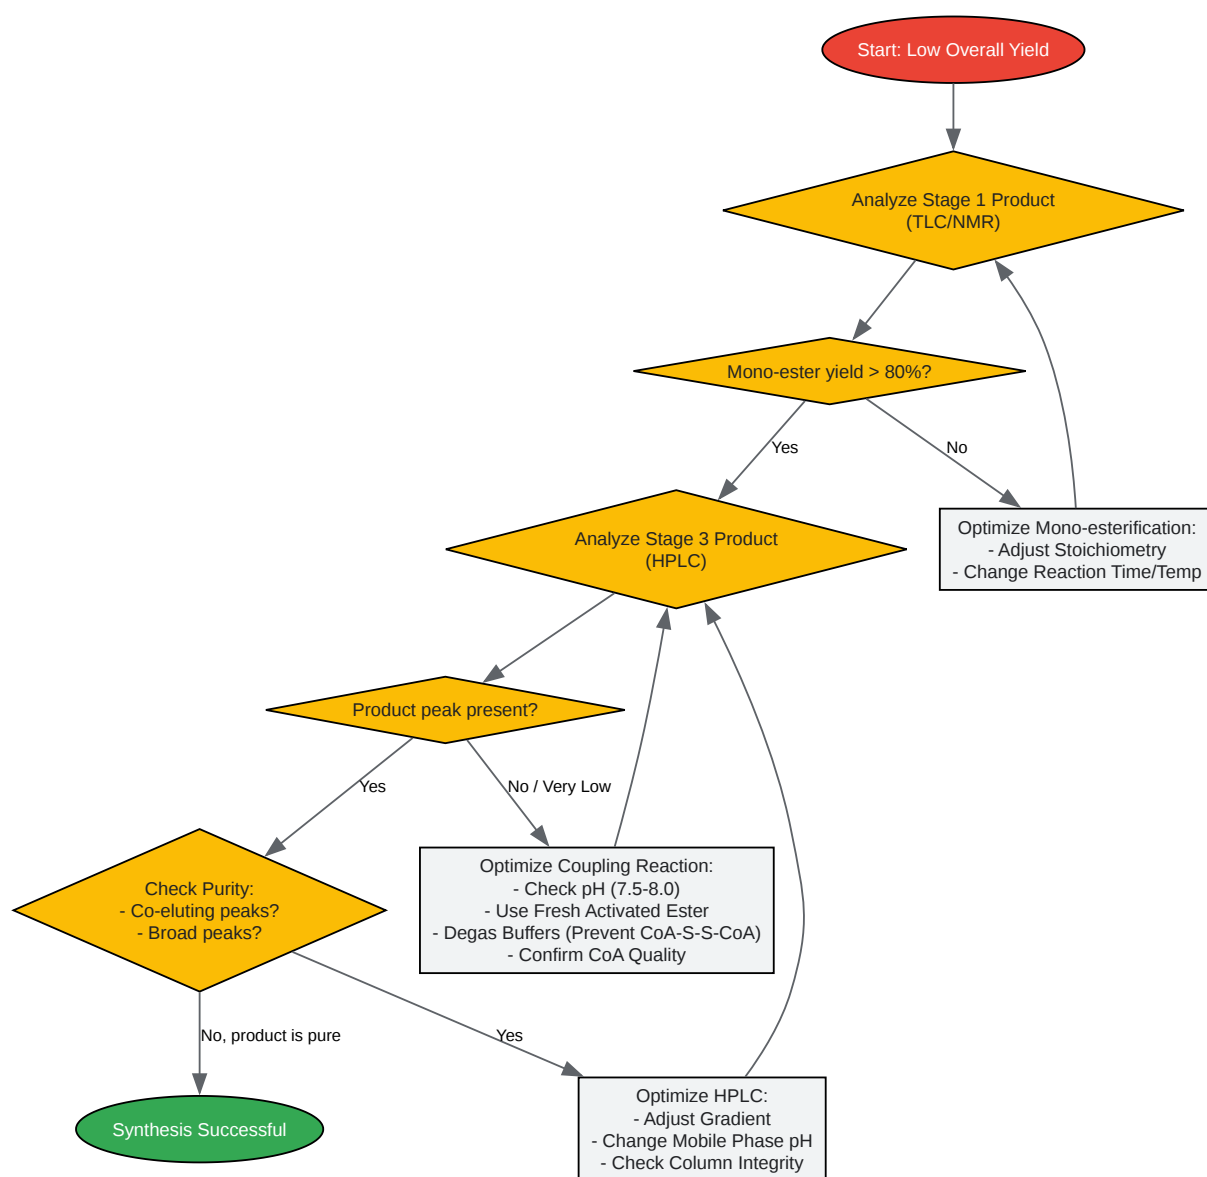 Start: Low Overall Yield
Analyze Stage 1 Product
(TLC/NMR)
Mono-ester yield > 80%?
Yes
No
Analyze Stage 3 Product
(HPLC)
Optimize Mono-esterification:
- Adjust Stoichiometry
- Change Reaction Time/Temp
Product peak present?
Yes
No / Very Low
Check Purity:
- Co-eluting peaks?
- Broad peaks?
Optimize Coupling Reaction:
- Check pH (7.5-8.0)
- Use Fresh Activated Ester
- Degas Buffers (Prevent CoA-S-S-CoA)
- Confirm CoA Quality
No, product is pure
Yes
Synthesis Successful
Optimize HPLC:
- Adjust Gradient
- Change Mobile Phase pH
- Check Column Integrity